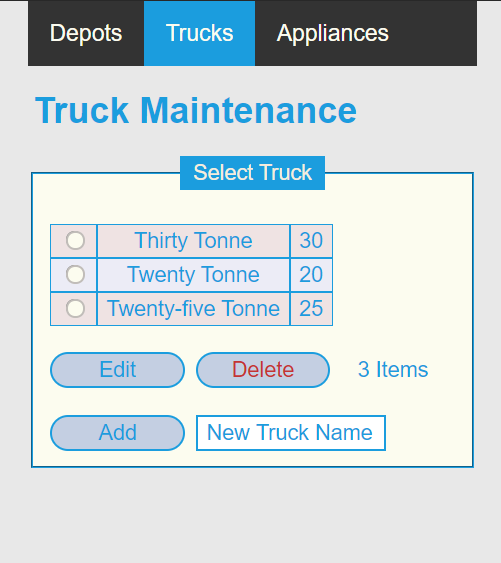 Depots Trucks Appliances
Truck Maintenance
Select Truck
Thirty Tonne 30
Twenty Tonne 20
Twenty-five Tonne 25
Edit Delete 3 Items
Add New Truck Name